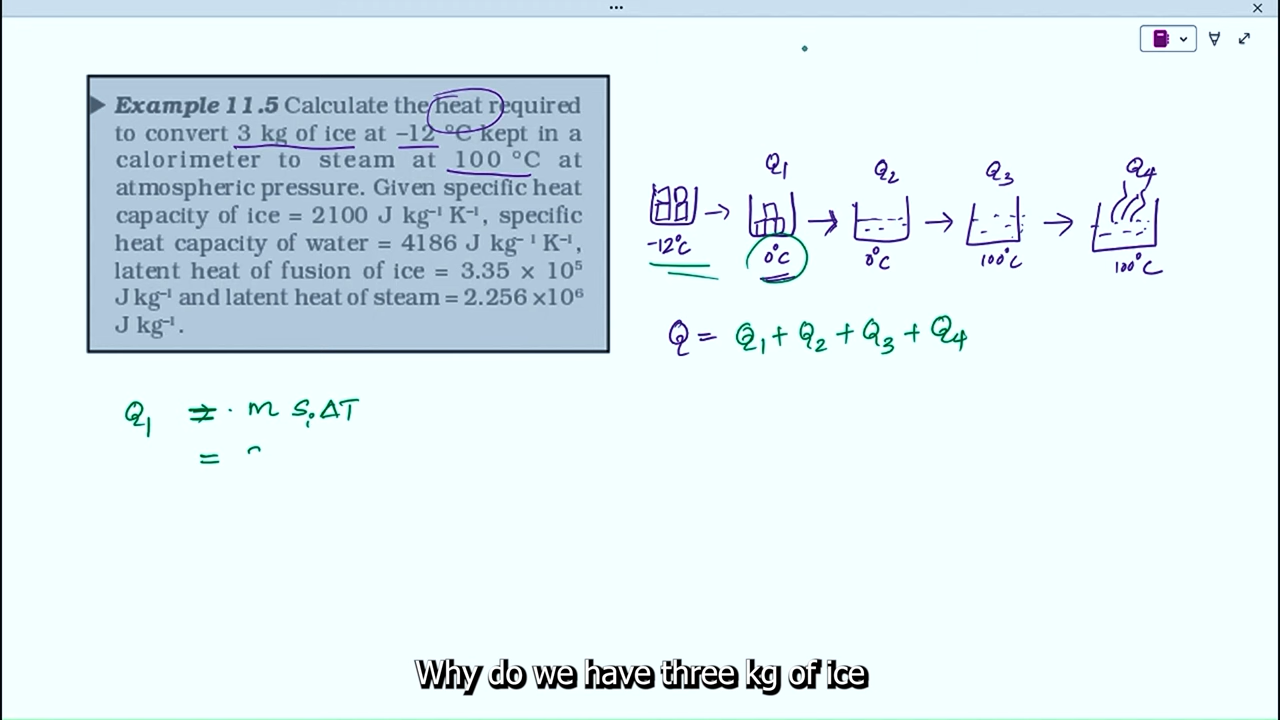 Example 11.5 Calculate the heat required
to convert 3 kg of ice at –12 °C kept in a
calorimeter to steam at 100 °C at
atmospheric pressure. Given specific heat
capacity of ice = 2100 J kg⁻¹ K⁻¹, specific
heat capacity of water = 4186 J kg⁻¹ K⁻¹,
latent heat of fusion of ice = 3.35 × 10⁵
J kg⁻¹ and latent heat of steam = 2.256 ×10⁶
J kg⁻¹.
Q₁ Q₂ Q₃ Q₄
-12°C 0°C 0°C 100°C 100°C
Q = Q₁ + Q₂ + Q₃ + Q₄
Q₁ = m Sᵢ ΔT
=
Why do we have three kg of ice